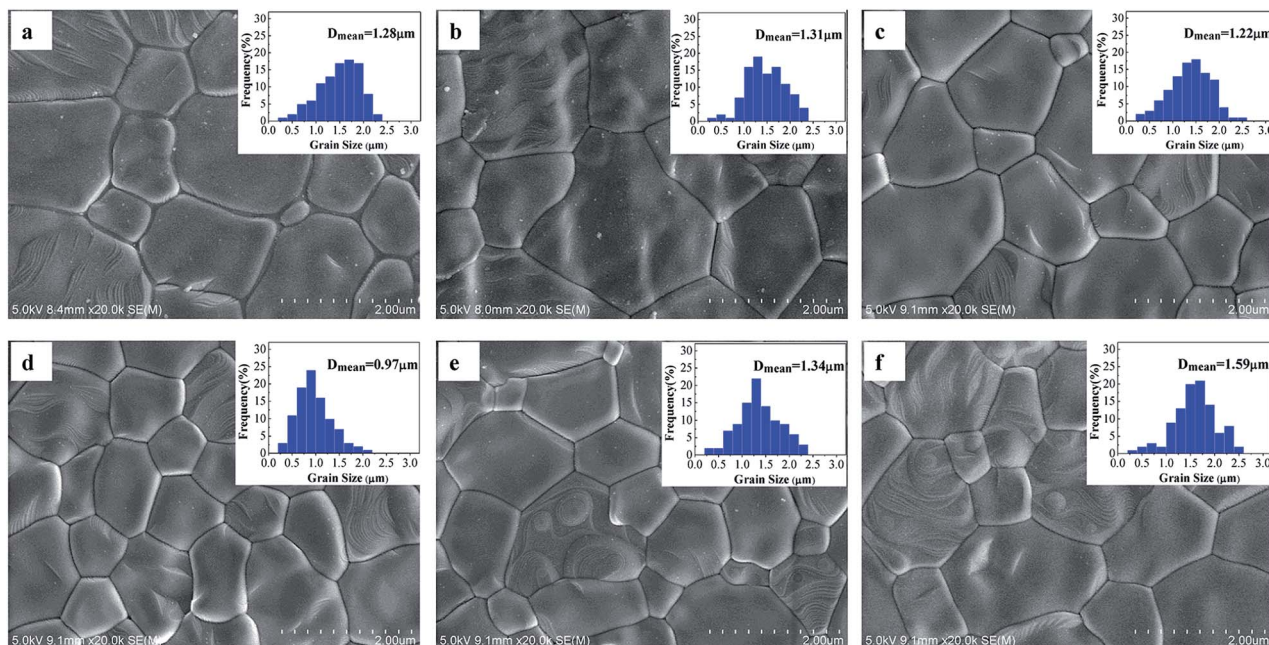 a
30
25
20
15
10
5
0
Frequency(%)
Dmean=1.28μm
0.0 0.5 1.0 1.5 2.0 2.5 3.0
Grain Size (μm)
5.0kV 8.4mm x20.0k SE(M)
2.00um
b
30
25
20
15
10
5
0
Frequency(%)
Dmean=1.31μm
0.0 0.5 1.0 1.5 2.0 2.5 3.0
Grain Size (μm)
5.0kV 8.0mm x20.0k SE(M)
2.00um
c
30
25
20
15
10
5
0
Frequency(%)
Dmean=1.22μm
0.0 0.5 1.0 1.5 2.0 2.5 3.0
Grain Size (μm)
5.0kV 9.1mm x20.0k SE(M)
2.00um
d
30
25
20
15
10
5
0
Frequency(%)
Dmean=0.97μm
0.0 0.5 1.0 1.5 2.0 2.5 3.0
Grain Size (μm)
5.0kV 9.1mm x20.0k SE(M)
2.00um
e
30
25
20
15
10
5
0
Frequency(%)
Dmean=1.34μm
0.0 0.5 1.0 1.5 2.0 2.5 3.0
Grain Size (μm)
5.0kV 9.1mm x20.0k SE(M)
2.00um
f
30
25
20
15
10
5
0
Frequency(%)
Dmean=1.59μm
0.0 0.5 1.0 1.5 2.0 2.5 3.0
Grain Size (μm)
5.0kV 9.1mm x20.0k SE(M)
2.00um